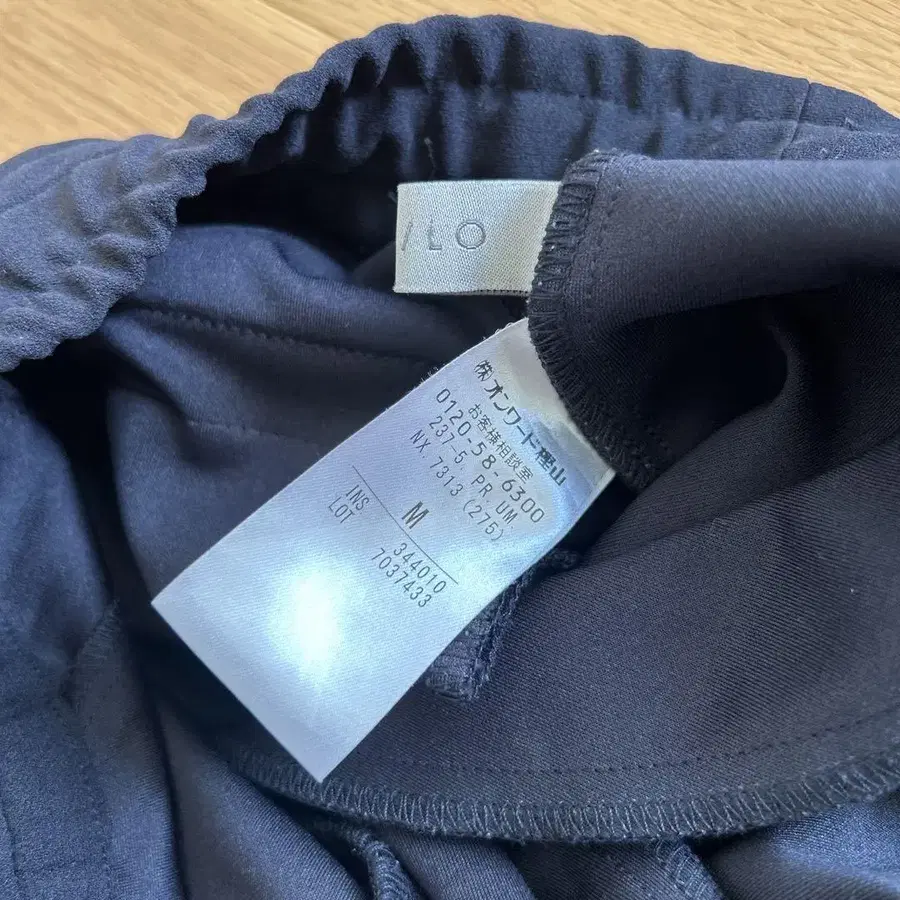 LO
㈱オンワード樫山
お客様相談室
0120-58-6300
237-5. PR. UM.
NX. 7313 (275)
M
INS 344010
LOT 7037433